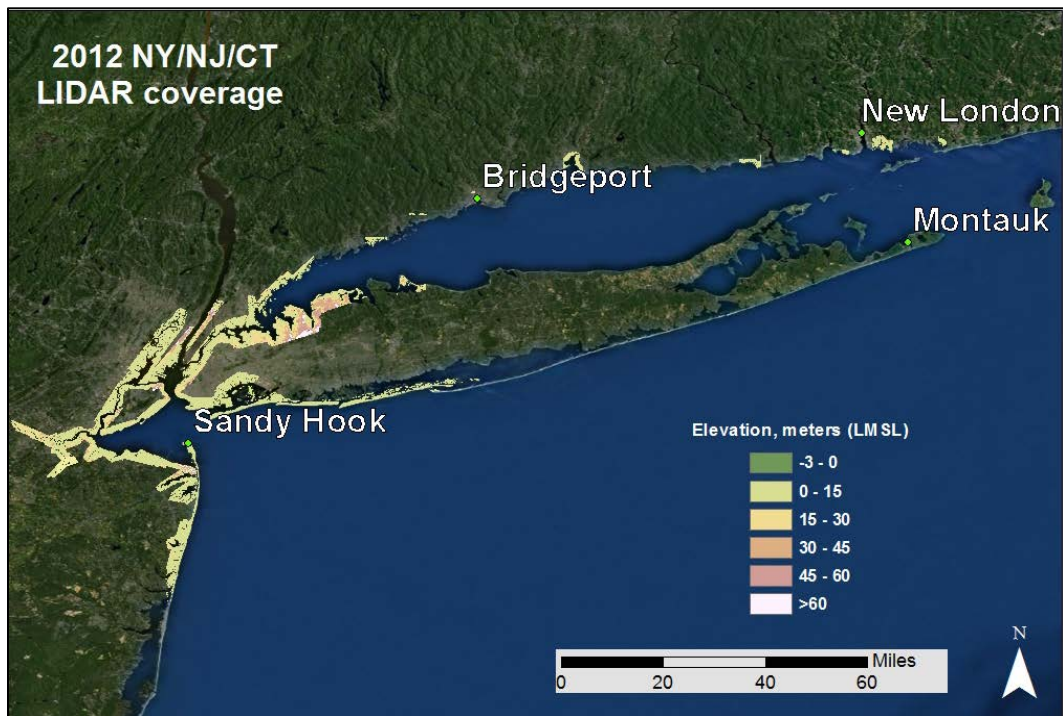 2012 NY/NJ/CT
LIDAR coverage
New London
Bridgeport
Montauk
Sandy Hook
Elevation, meters (LMSL)
-3 - 0
0 - 15
15 - 30
30 - 45
45 - 60
>60
N
Miles
0 20 40 60